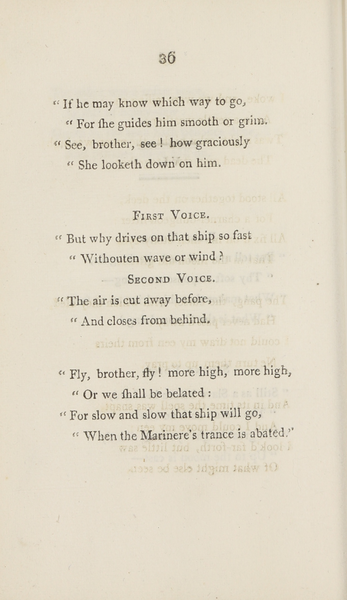 36
“ If he may know which way to go,
“ For ſhe guides him smooth or grim.
“ See, brother, see ! how graciously
“ She looketh down on him.
First Voice.
“ But why drives on that ship so fast
“ Withouten wave or wind ?
Second Voice.
“ The air is cut away before,
“ And closes from behind.
“ Fly, brother, fly ! more high, more high,
“ Or we ſhall be belated :
“ For slow and slow that ship will go,
“ When the Marinere's trance is abated.”